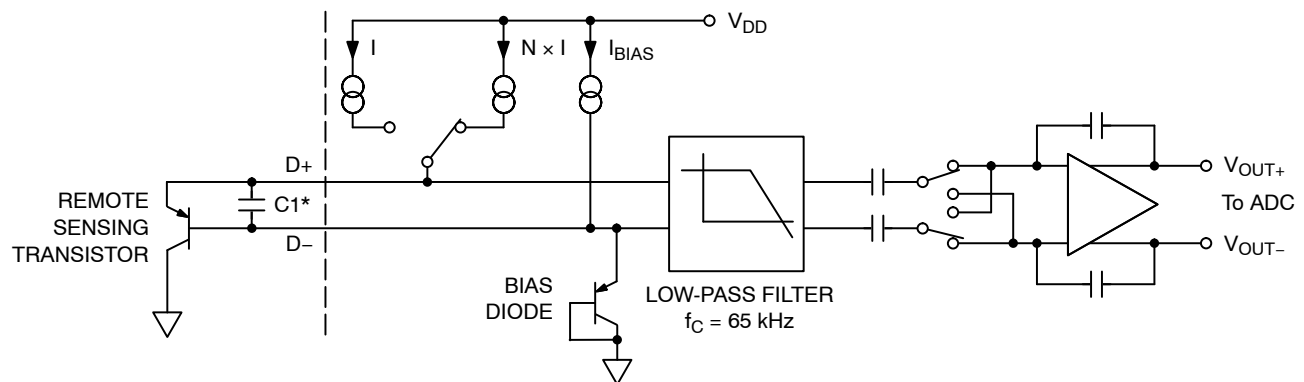 V_DD
I
N × I
I_BIAS
D+
C1*
REMOTE
SENSING
TRANSISTOR
D−
V_OUT+
To ADC
V_OUT−
BIAS
DIODE
LOW-PASS FILTER
f_C = 65 kHz